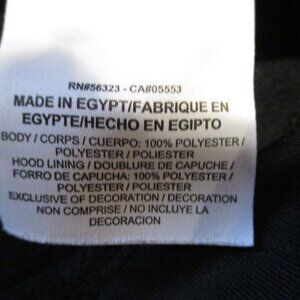 RN#56323 - CA#05553
MADE IN EGYPT/FABRIQUE EN
EGYPTE/HECHO EN EGIPTO
BODY / CORPS / CUERPO: 100% POLYESTER /
POLYESTER / POLIESTER
HOOD LINING / DOUBLURE DE CAPUCHE /
FORRO DE CAPUCHA: 100% POLYESTER /
POLYESTER / POLIESTER
EXCLUSIVE OF DECORATION / DECORATION
NON COMPRISE / NO INCLUYE LA
DECORACION